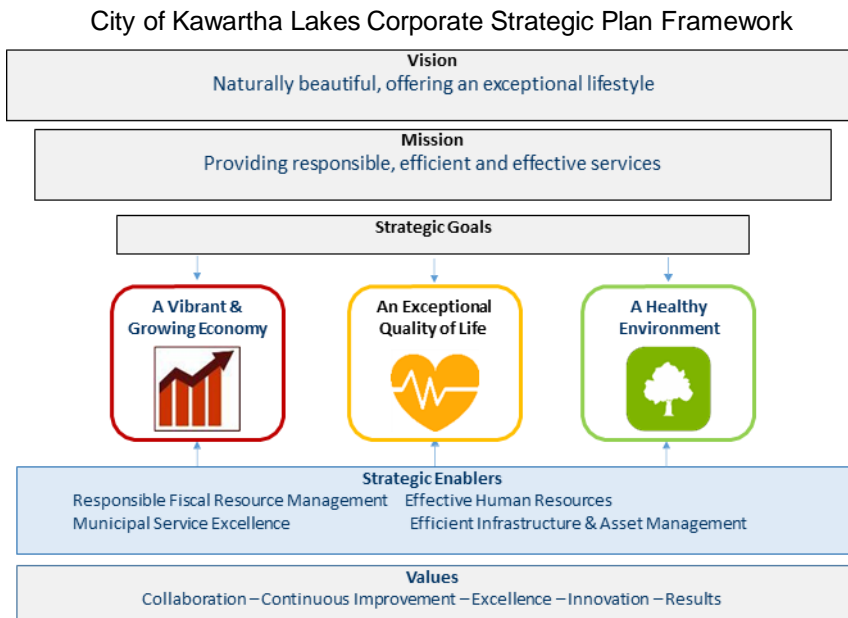 City of Kawartha Lakes Corporate Strategic Plan Framework
Vision
Naturally beautiful, offering an exceptional lifestyle
Mission
Providing responsible, efficient and effective services
Strategic Goals
A Vibrant &
Growing Economy
An Exceptional
Quality of Life
A Healthy
Environment
Strategic Enablers
Responsible Fiscal Resource Management Effective Human Resources
Municipal Service Excellence Efficient Infrastructure & Asset Management
Values
Collaboration – Continuous Improvement – Excellence – Innovation – Results